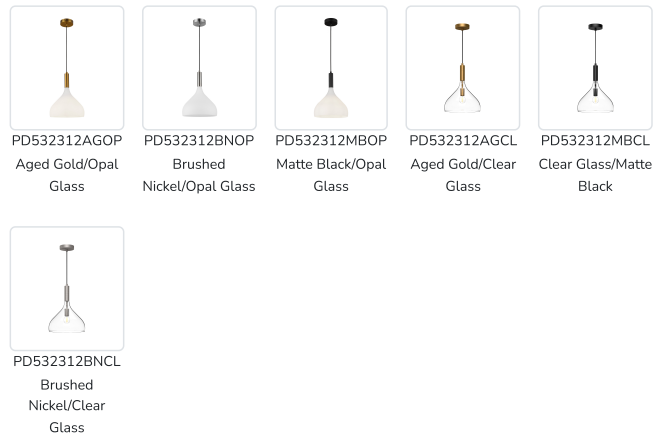 PD532312AGOP
Aged Gold/Opal
Glass
PD532312BNOP
Brushed
Nickel/Opal Glass
PD532312MBOP
Matte Black/Opal
Glass
PD532312AGCL
Aged Gold/Clear
Glass
PD532312MBCL
Clear Glass/Matte
Black
PD532312BNCL
Brushed
Nickel/Clear
Glass